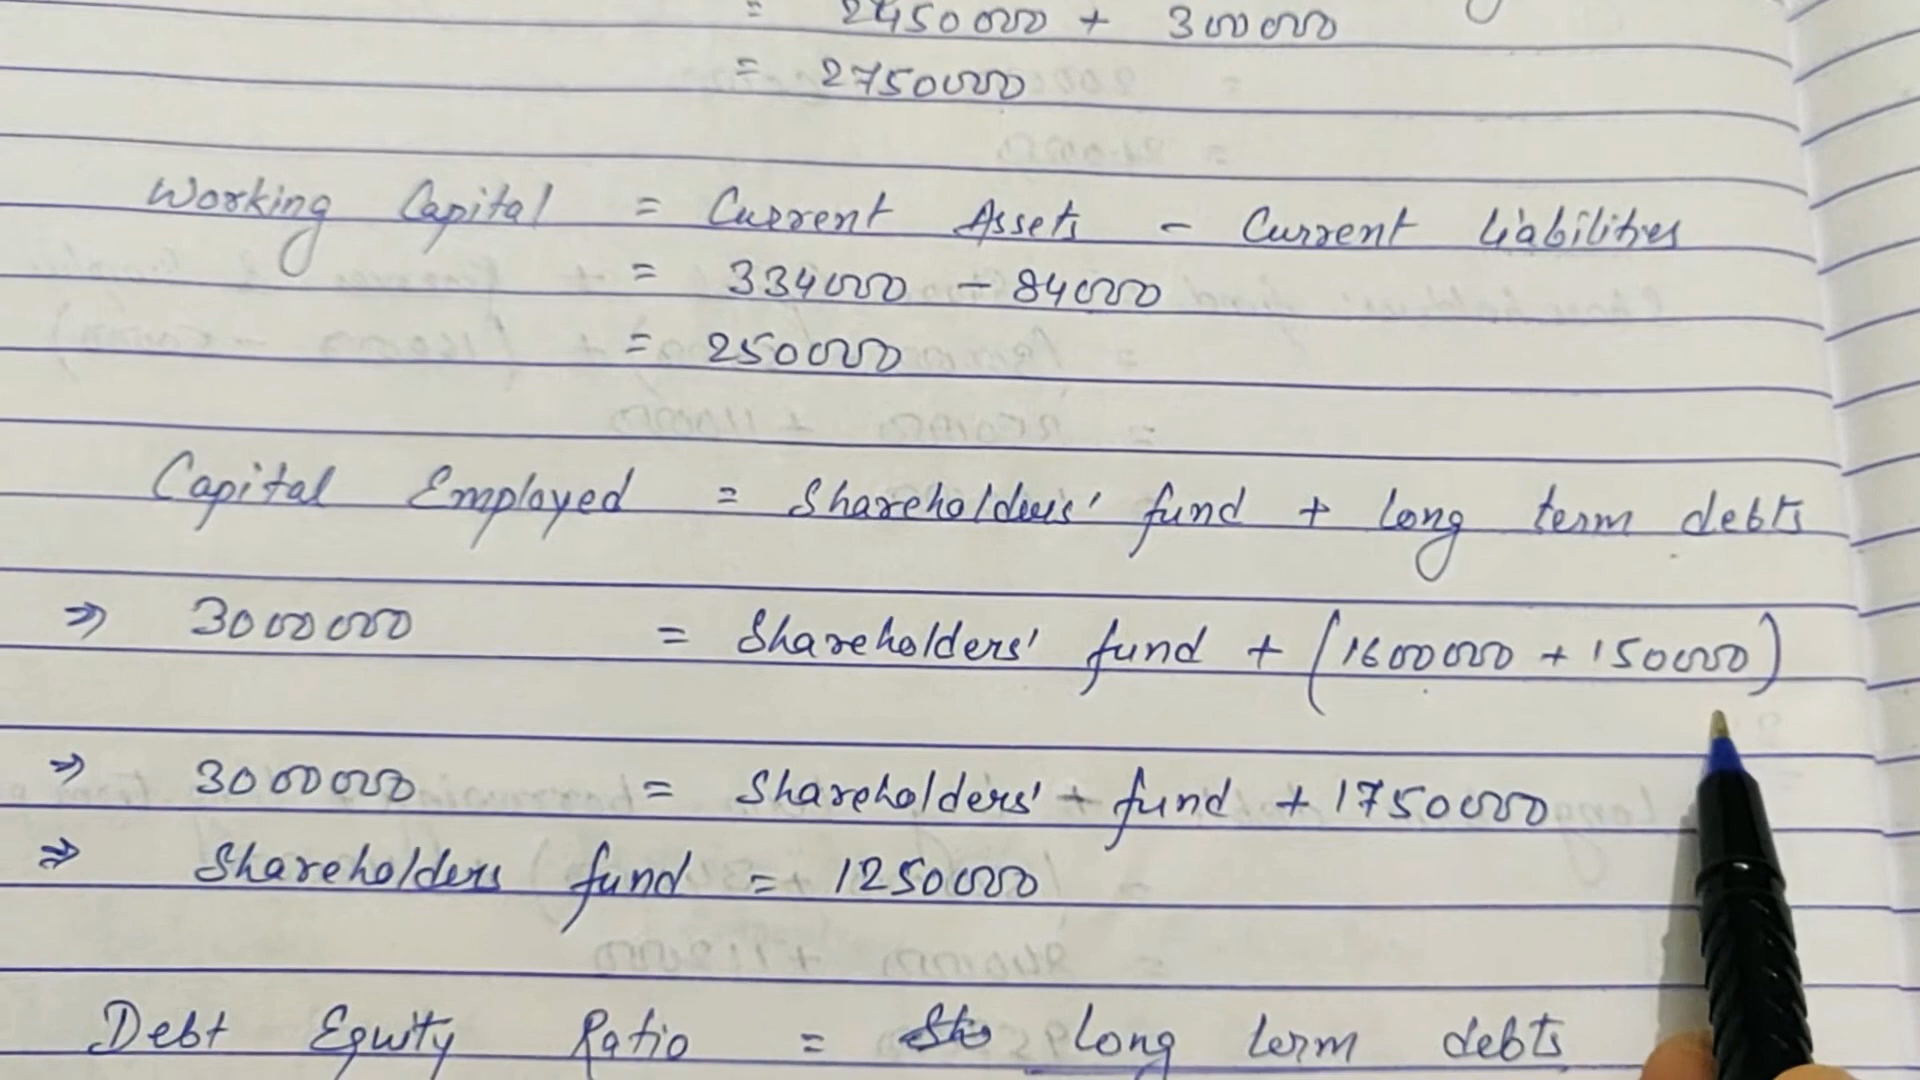 = 2450000 + 300000
= 2750000
Working Capital = Current Assets - Current liabilities
= 334000 - 84000
= 250000
Capital Employed = Shareholders' fund + long term debts
⇒ 3000000 = Shareholders' fund + (1600000 + 150000)
⇒ 3000000 = Shareholders' + fund + 1750000
⇒ Shareholders fund = 1250000
Debt Equity Ratio = Long term debts